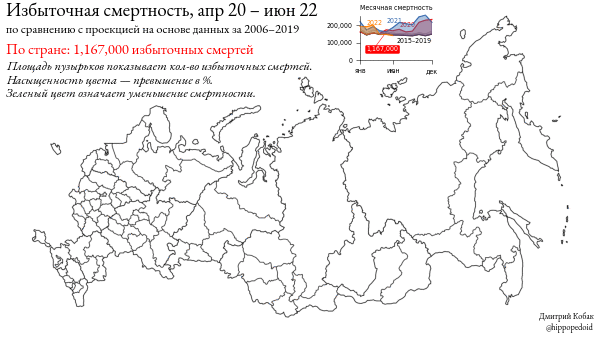 Избыточная смертность, апр 20 – июн 22
по сравнению с проекцией на основе данных за 2006–2019
По стране: 1,167,000 избыточных смертей
Площадь пузырьков показывает кол-во избыточных смертей.
Насыщенность цвета — превышение в %.
Зеленый цвет означает уменьшение смертности.
Месячная смертность
200,000
100,000
0
2022
2021
2020
2015–2019
1,167,000
янв
июн
дек
Дмитрий Кобак
@hippopedoid